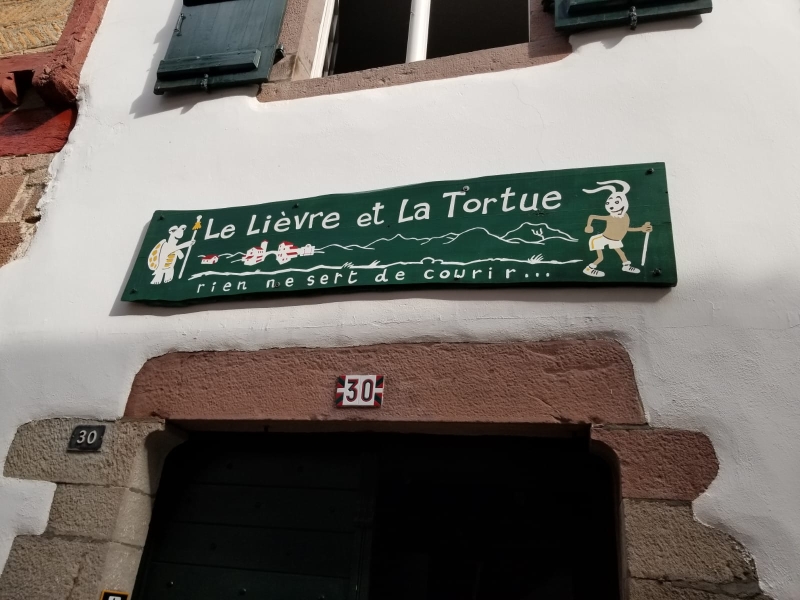 Le Lièvre et La Tortue
rien ne sert de courir...
30
30